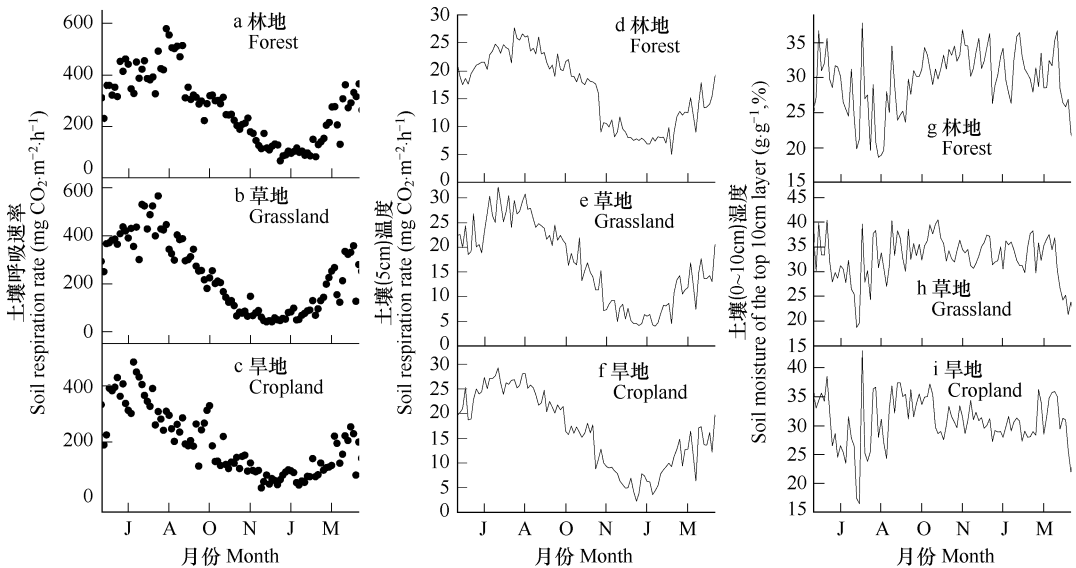 土壤呼吸速率
Soil respiration rate (mg CO₂·m⁻²·h⁻¹)
600
400
200
0
a 林地
Forest
600
400
200
0
b 草地
Grassland
400
200
0
c 旱地
Cropland
J A O N J M
月份 Month
土壤(5cm)温度
Soil respiration rate (mg CO₂·m⁻²·h⁻¹)
30
25
20
15
10
5
0
d 林地
Forest
30
25
20
15
10
5
0
e 草地
Grassland
30
25
20
15
10
5
0
f 旱地
Cropland
J A O N J M
月份 Month
土壤(0~10cm)湿度
Soil moisture of the top 10cm layer (g·g⁻¹,%)
35
30
25
20
15
g 林地
Forest
45
40
35
30
25
20
15
h 草地
Grassland
40
35
30
25
20
15
i 旱地
Cropland
J A O N J M
月份 Month